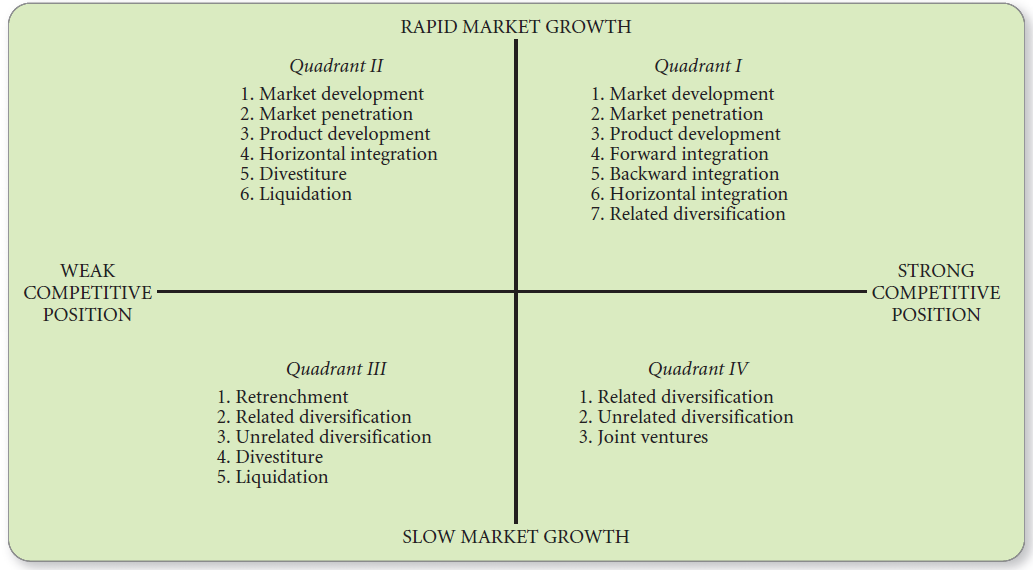 RAPID MARKET GROWTH
Quadrant II
1. Market development
2. Market penetration
3. Product development
4. Horizontal integration
5. Divestiture
6. Liquidation
Quadrant I
1. Market development
2. Market penetration
3. Product development
4. Forward integration
5. Backward integration
6. Horizontal integration
7. Related diversification
WEAK
COMPETITIVE
POSITION
STRONG
COMPETITIVE
POSITION
Quadrant III
1. Retrenchment
2. Related diversification
3. Unrelated diversification
4. Divestiture
5. Liquidation
Quadrant IV
1. Related diversification
2. Unrelated diversification
3. Joint ventures
SLOW MARKET GROWTH